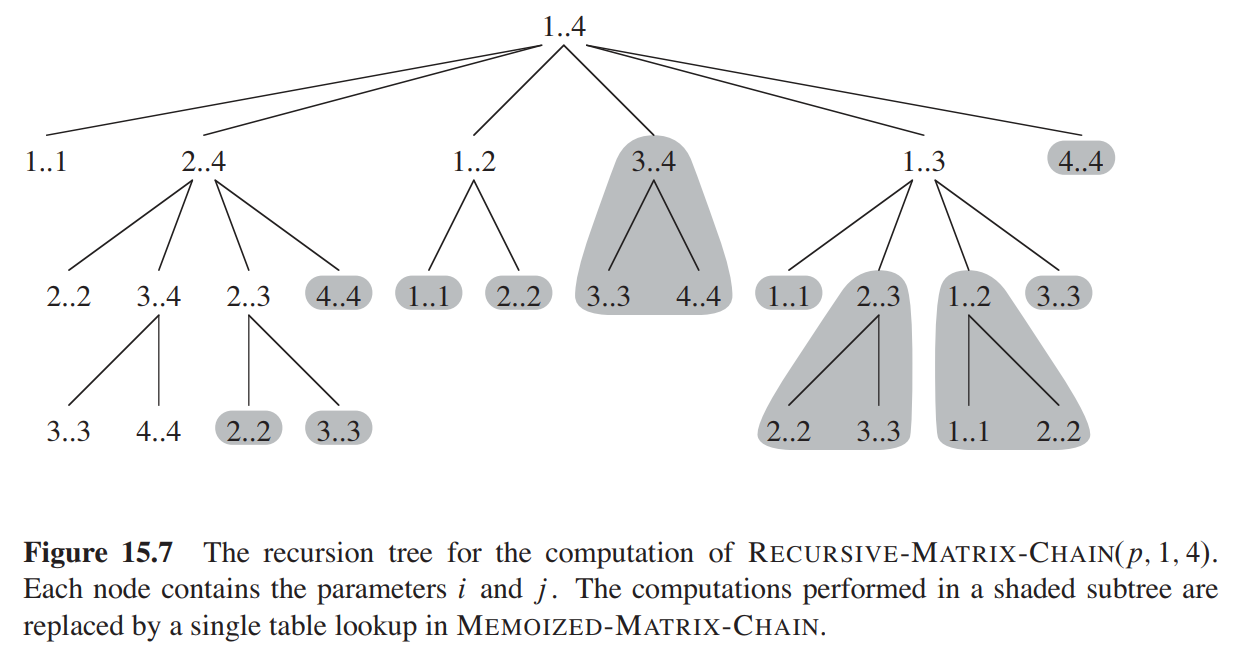 1..4
1..1 2..4 1..2 3..4 1..3 4..4
2..2 3..4 2..3 4..4 1..1 2..2 3..3 4..4 1..1 2..3 1..2 3..3
3..3 4..4 2..2 3..3 2..2 3..3 1..1 2..2
Figure 15.7 The recursion tree for the computation of RECURSIVE-MATRIX-CHAIN(p, 1, 4).
Each node contains the parameters i and j. The computations performed in a shaded subtree are
replaced by a single table lookup in MEMOIZED-MATRIX-CHAIN.